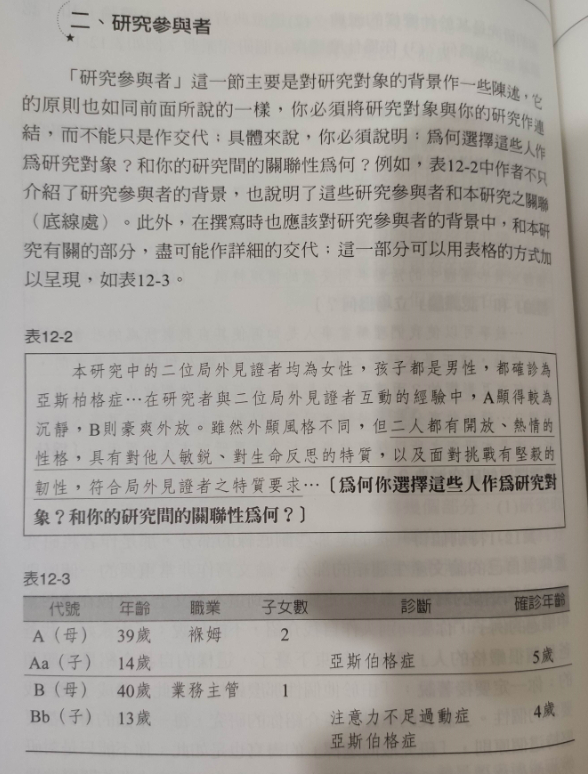 二、研究參與者
「研究參與者」這一節主要是對研究對象的背景作一些陳述，它
的原則也如同前面所說的一樣，你必須將研究對象與你的研究作連
結，而不能只是作交代；具體來說，你必須說明：為何選擇這些人作
為研究對象？和你的研究間的關聯性為何？例如，表12-2中作者不只
介紹了研究參與者的背景，也說明了這些研究參與者和本研究之關聯
（底線處）。此外，在撰寫時也應該對研究參與者的背景中，和本研
究有關的部分，盡可能作詳細的交代；這一部分可以用表格的方式加
以呈現，如表12-3。
表12-2
本研究中的二位局外見證者均為女性，孩子都是男性，都確診為
亞斯柏格症…在研究者與二位局外見證者互動的經驗中，A顯得較為
沉靜，B則豪爽外放。雖然外顯風格不同，但二人都有開放、熱情的
性格，具有對他人敏銳、對生命反思的特質，以及面對挑戰有堅毅的
韌性，符合局外見證者之特質要求…〔為何你選擇這些人作為研究對
象？和你的研究間的關聯性為何？〕
表12-3
代號 年齡 職業 子女數 診斷 確診年齡
A（母） 39歲 褓姆 2
Aa（子） 14歲 亞斯伯格症 5歲
B（母） 40歲 業務主管 1
Bb（子） 13歲 注意力不足過動症 4歲
亞斯伯格症